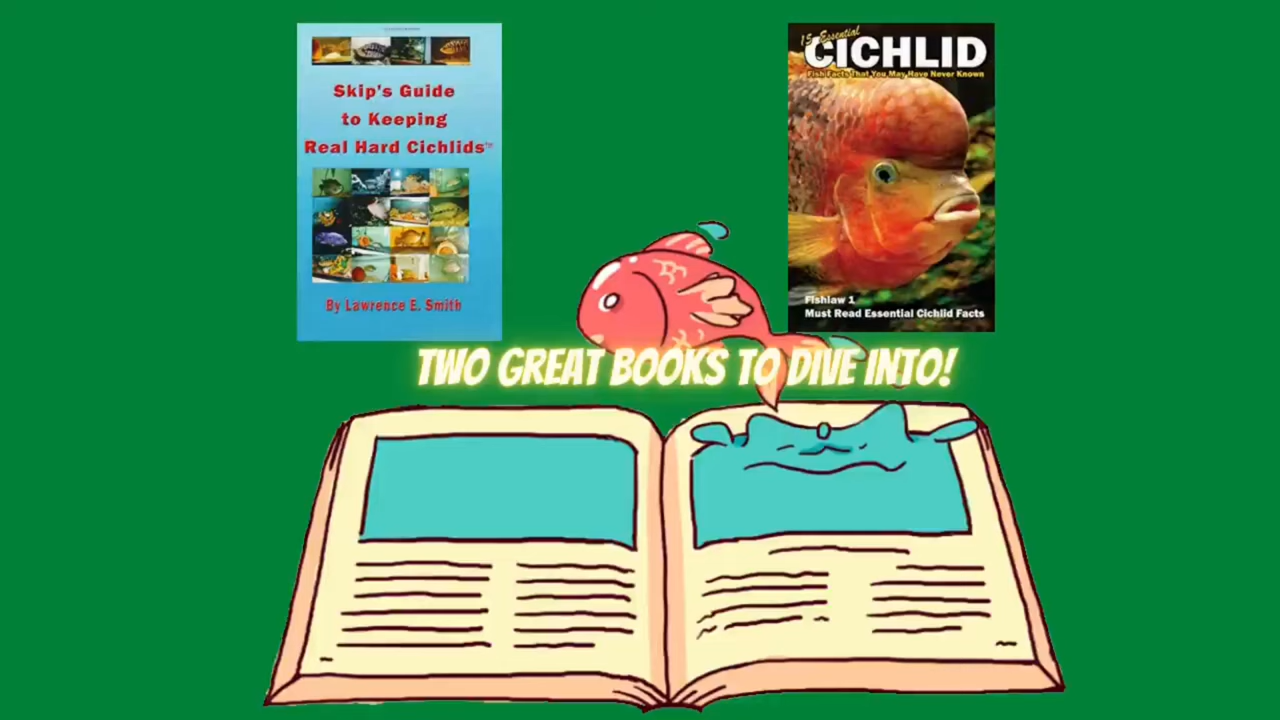 Skip's Guide
to Keeping
Real Hard Cichlids™
By Lawrence E. Smith
15 Essential
CICHLID
Fish Facts That You May Have Never Known
Fishlaw 1
Must Read Essential Cichlid Facts
TWO GREAT BOOKS TO DIVE INTO!